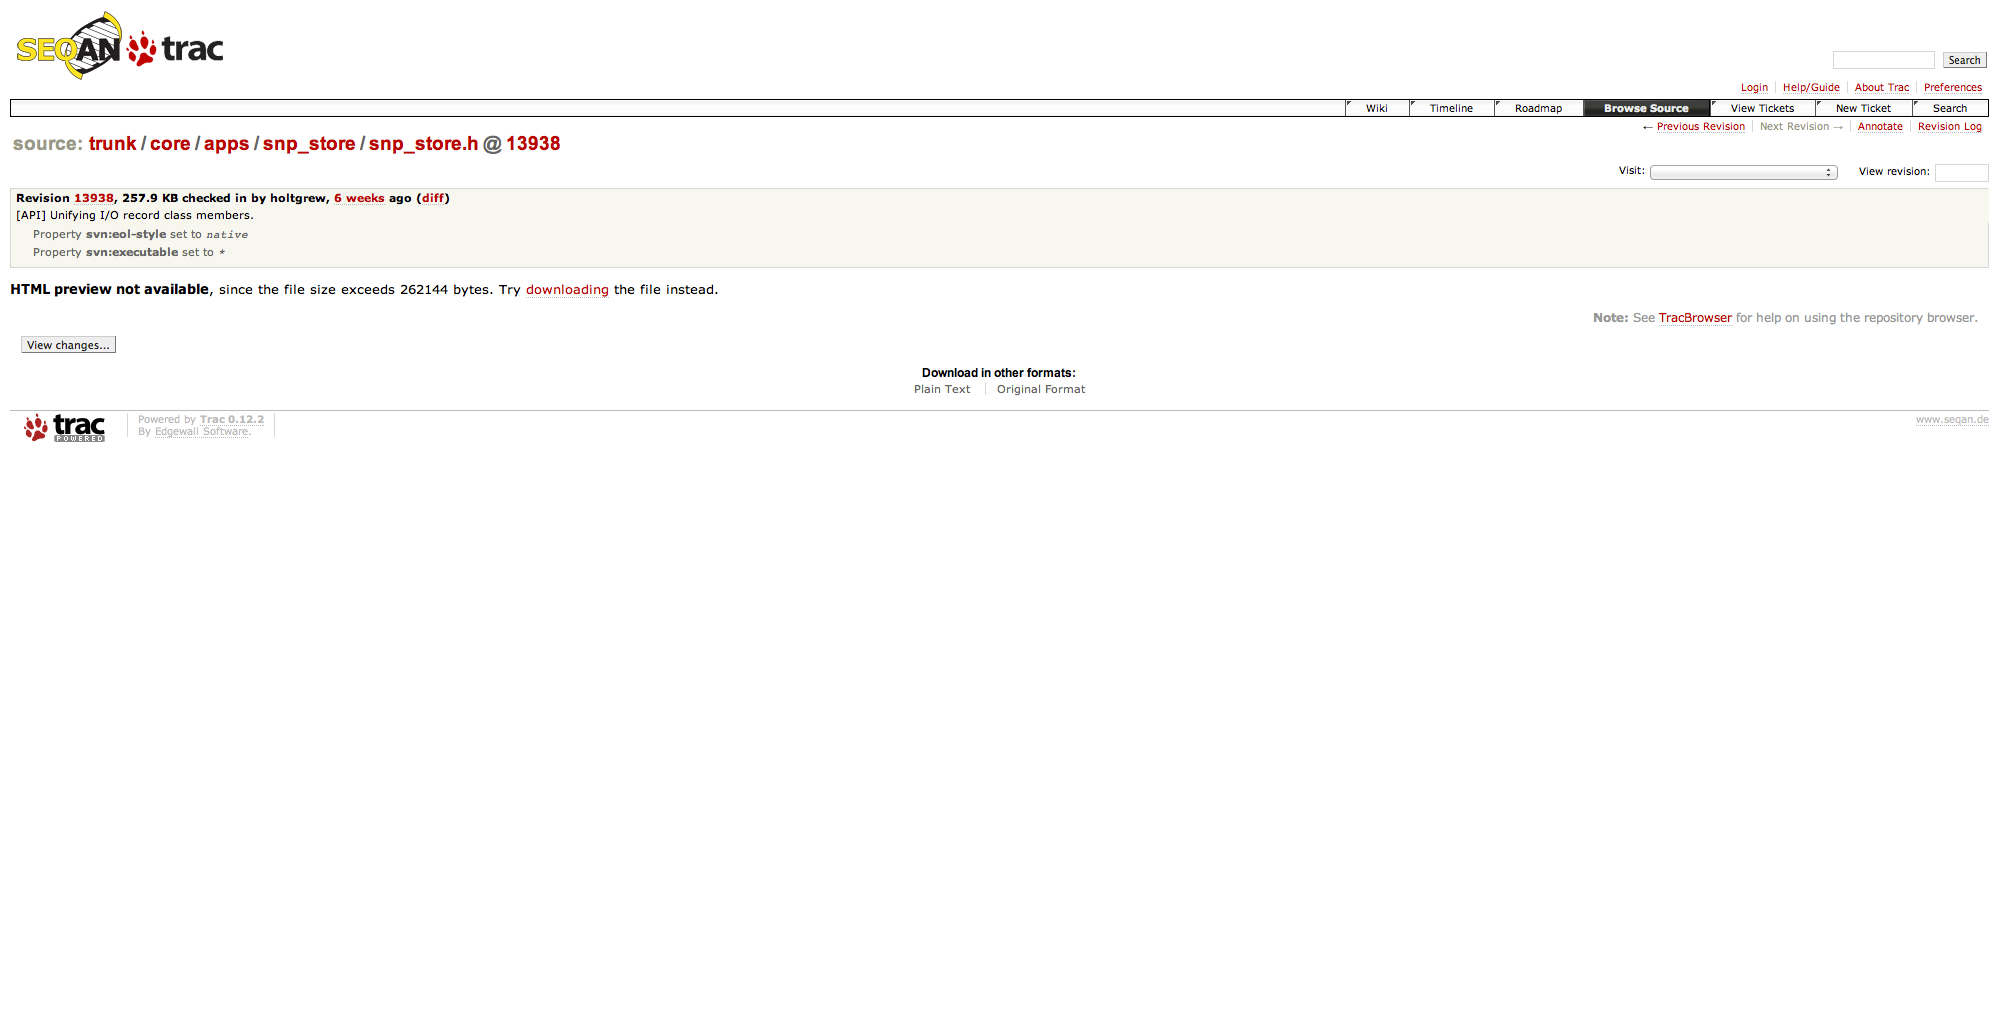 SEQAN trac
Search
Login Help/Guide About Trac Preferences
Wiki Timeline Roadmap Browse Source View Tickets New Ticket Search
← Previous Revision Next Revision → Annotate Revision Log
source: trunk / core / apps / snp_store / snp_store.h @ 13938
Visit: View revision:
Revision 13938, 257.9 KB checked in by holtgrew, 6 weeks ago (diff)
[API] Unifying I/O record class members.
Property svn:eol-style set to native
Property svn:executable set to *
HTML preview not available, since the file size exceeds 262144 bytes. Try downloading the file instead.
Note: See TracBrowser for help on using the repository browser.
View changes...
Download in other formats:
Plain Text Original Format
trac POWERED
Powered by Trac 0.12.2
By Edgewall Software.
www.seqan.de